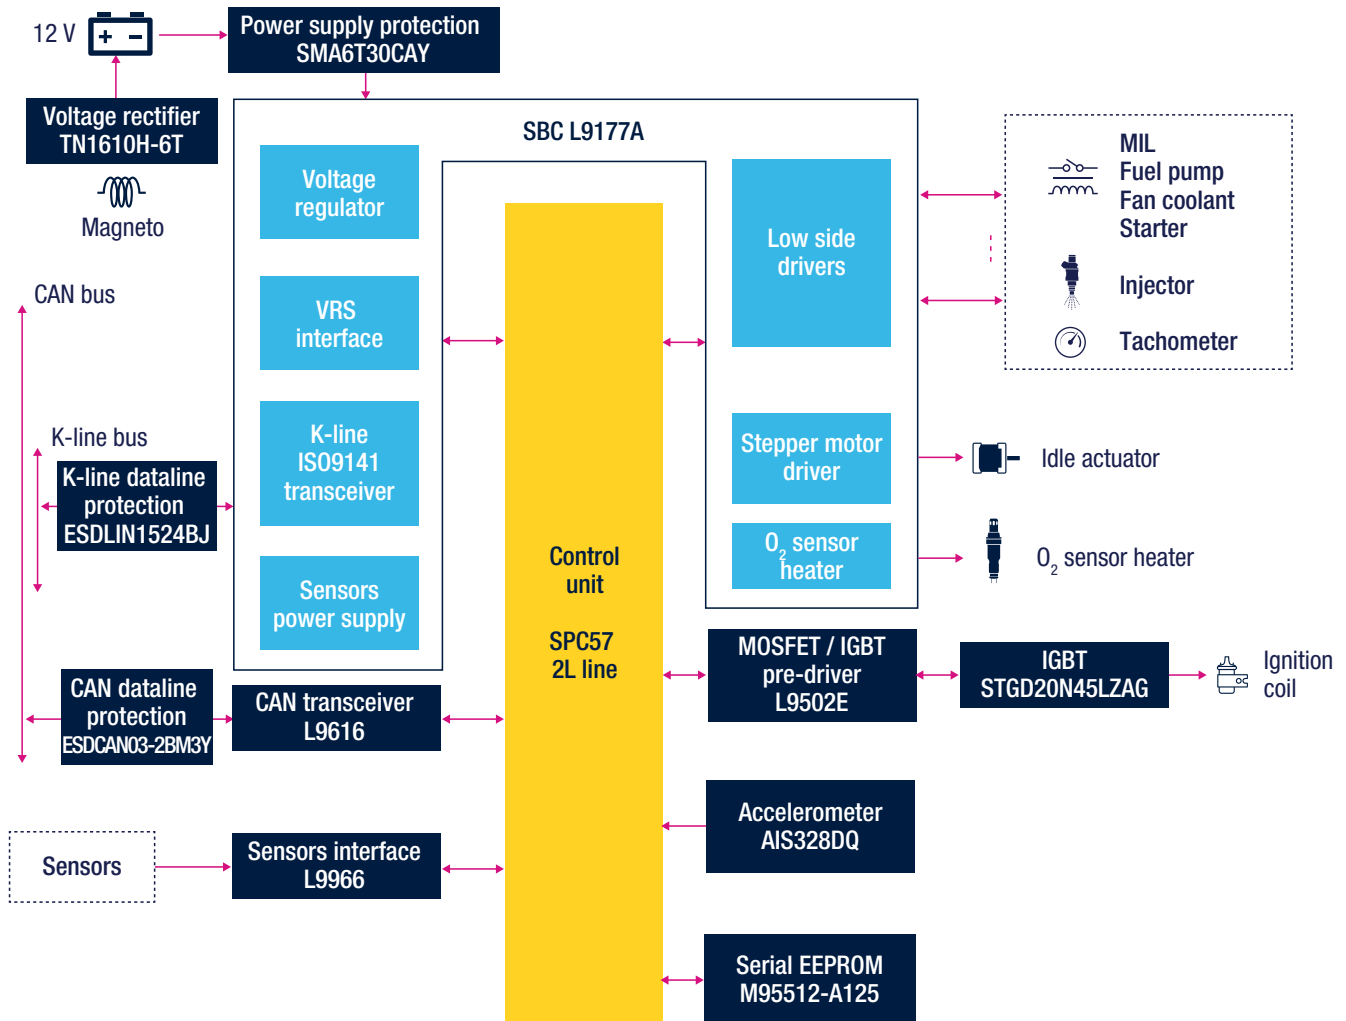 12 V
Power supply protection
SMA6T30CAY
Voltage rectifier
TN1610H-6T
Magneto
SBC L9177A
Voltage
regulator
VRS
interface
K-line
ISO9141
transceiver
Sensors
power supply
Low side
drivers
Stepper motor
driver
O2 sensor
heater
MIL
Fuel pump
Fan coolant
Starter
Injector
Tachometer
Idle actuator
O2 sensor heater
CAN bus
K-line bus
K-line dataline
protection
ESDLIN1524BJ
CAN dataline
protection
ESDCAN03-2BM3Y
CAN transceiver
L9616
Sensors
Sensors interface
L9966
Control
unit
SPC57
2L line
MOSFET / IGBT
pre-driver
L9502E
IGBT
STGD20N45LZAG
Ignition
coil
Accelerometer
AIS328DQ
Serial EEPROM
M95512-A125